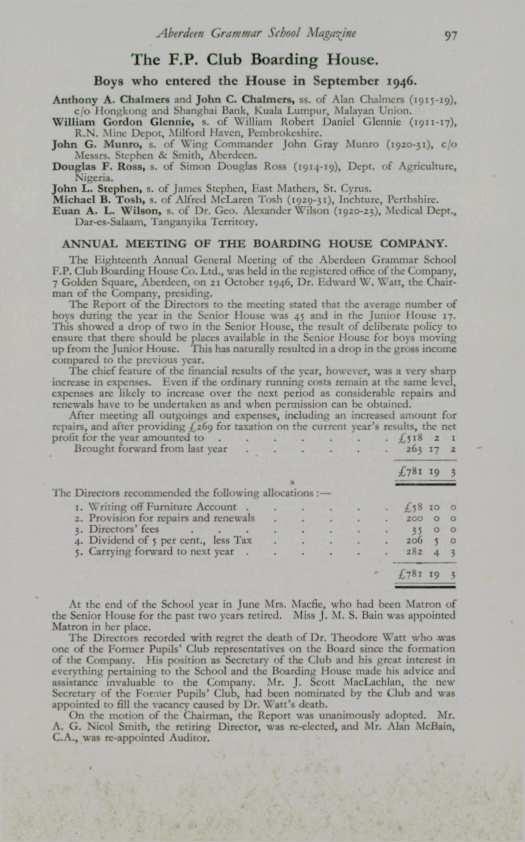 Aberdeen Grammar School Magazine 97
The F.P. Club Boarding House.
Boys who entered the House in September 1946.
Anthony A. Chalmers and John C. Chalmers, ss. of Alan Chalmers (1915-19),
c/o Hongkong and Shanghai Bank, Kuala Lumpur, Malayan Union.
William Gordon Glennie, s. of William Robert Daniel Glennie (1911-17),
R.N. Mine Depot, Milford Haven, Pembrokeshire.
John G. Munro, s. of Wing Commander John Gray Munro (1920-31), c/o
Messrs. Stephen & Smith, Aberdeen.
Douglas F. Ross, s. of Simon Douglas Ross (1914-19), Dept. of Agriculture,
Nigeria.
John L. Stephen, s. of James Stephen, East Mathers, St. Cyrus.
Michael B. Tosh, s. of Alfred McLaren Tosh (1929-31), Inchture, Perthshire.
Euan A. L. Wilson, s. of Dr. Geo. Alexander Wilson (1920-23), Medical Dept.,
Dar-es-Salaam, Tanganyika Territory.
ANNUAL MEETING OF THE BOARDING HOUSE COMPANY.
The Eighteenth Annual General Meeting of the Aberdeen Grammar School
F.P. Club Boarding House Co. Ltd., was held in the registered office of the Company,
7 Golden Square, Aberdeen, on 21 October 1946, Dr. Edward W. Watt, the Chair-
man of the Company, presiding.
The Report of the Directors to the meeting stated that the average number of
boys during the year in the Senior House was 45 and in the Junior House 17.
This showed a drop of two in the Senior House, the result of deliberate policy to
ensure that there should be places available in the Senior House for boys moving
up from the Junior House. This has naturally resulted in a drop in the gross income
compared to the previous year.
The chief feature of the financial results of the year, however, was a very sharp
increase in expenses. Even if the ordinary running costs remain at the same level,
expenses are likely to increase over the next period as considerable repairs and
renewals have to be undertaken as and when permission can be obtained.
After meeting all outgoings and expenses, including an increased amount for
repairs, and after providing £269 for taxation on the current year's results, the net
profit for the year amounted to . . . . . . . £518 2 1
Brought forward from last year . . . . . . 263 17 2
£781 19 3
The Directors recommended the following allocations :—
1. Writing off Furniture Account . . . . . £58 10 0
2. Provision for repairs and renewals . . . . . 200 0 0
3. Directors' fees . . . . . . . 35 0 0
4. Dividend of 5 per cent., less Tax . . . . . 206 5 0
5. Carrying forward to next year . . . . . . 282 4 3
£781 19 3
At the end of the School year in June Mrs. Macfie, who had been Matron of
the Senior House for the past two years retired. Miss J. M. S. Bain was appointed
Matron in her place.
The Directors recorded with regret the death of Dr. Theodore Watt who was
one of the Former Pupils' Club representatives on the Board since the formation
of the Company. His position as Secretary of the Club and his great interest in
everything pertaining to the School and the Boarding House made his advice and
assistance invaluable to the Company. Mr. J. Scott MacLachlan, the new
Secretary of the Former Pupils' Club, had been nominated by the Club and was
appointed to fill the vacancy caused by Dr. Watt's death.
On the motion of the Chairman, the Report was unanimously adopted. Mr.
A. G. Nicol Smith, the retiring Director, was re-elected, and Mr. Alan McBain,
C.A., was re-appointed Auditor.